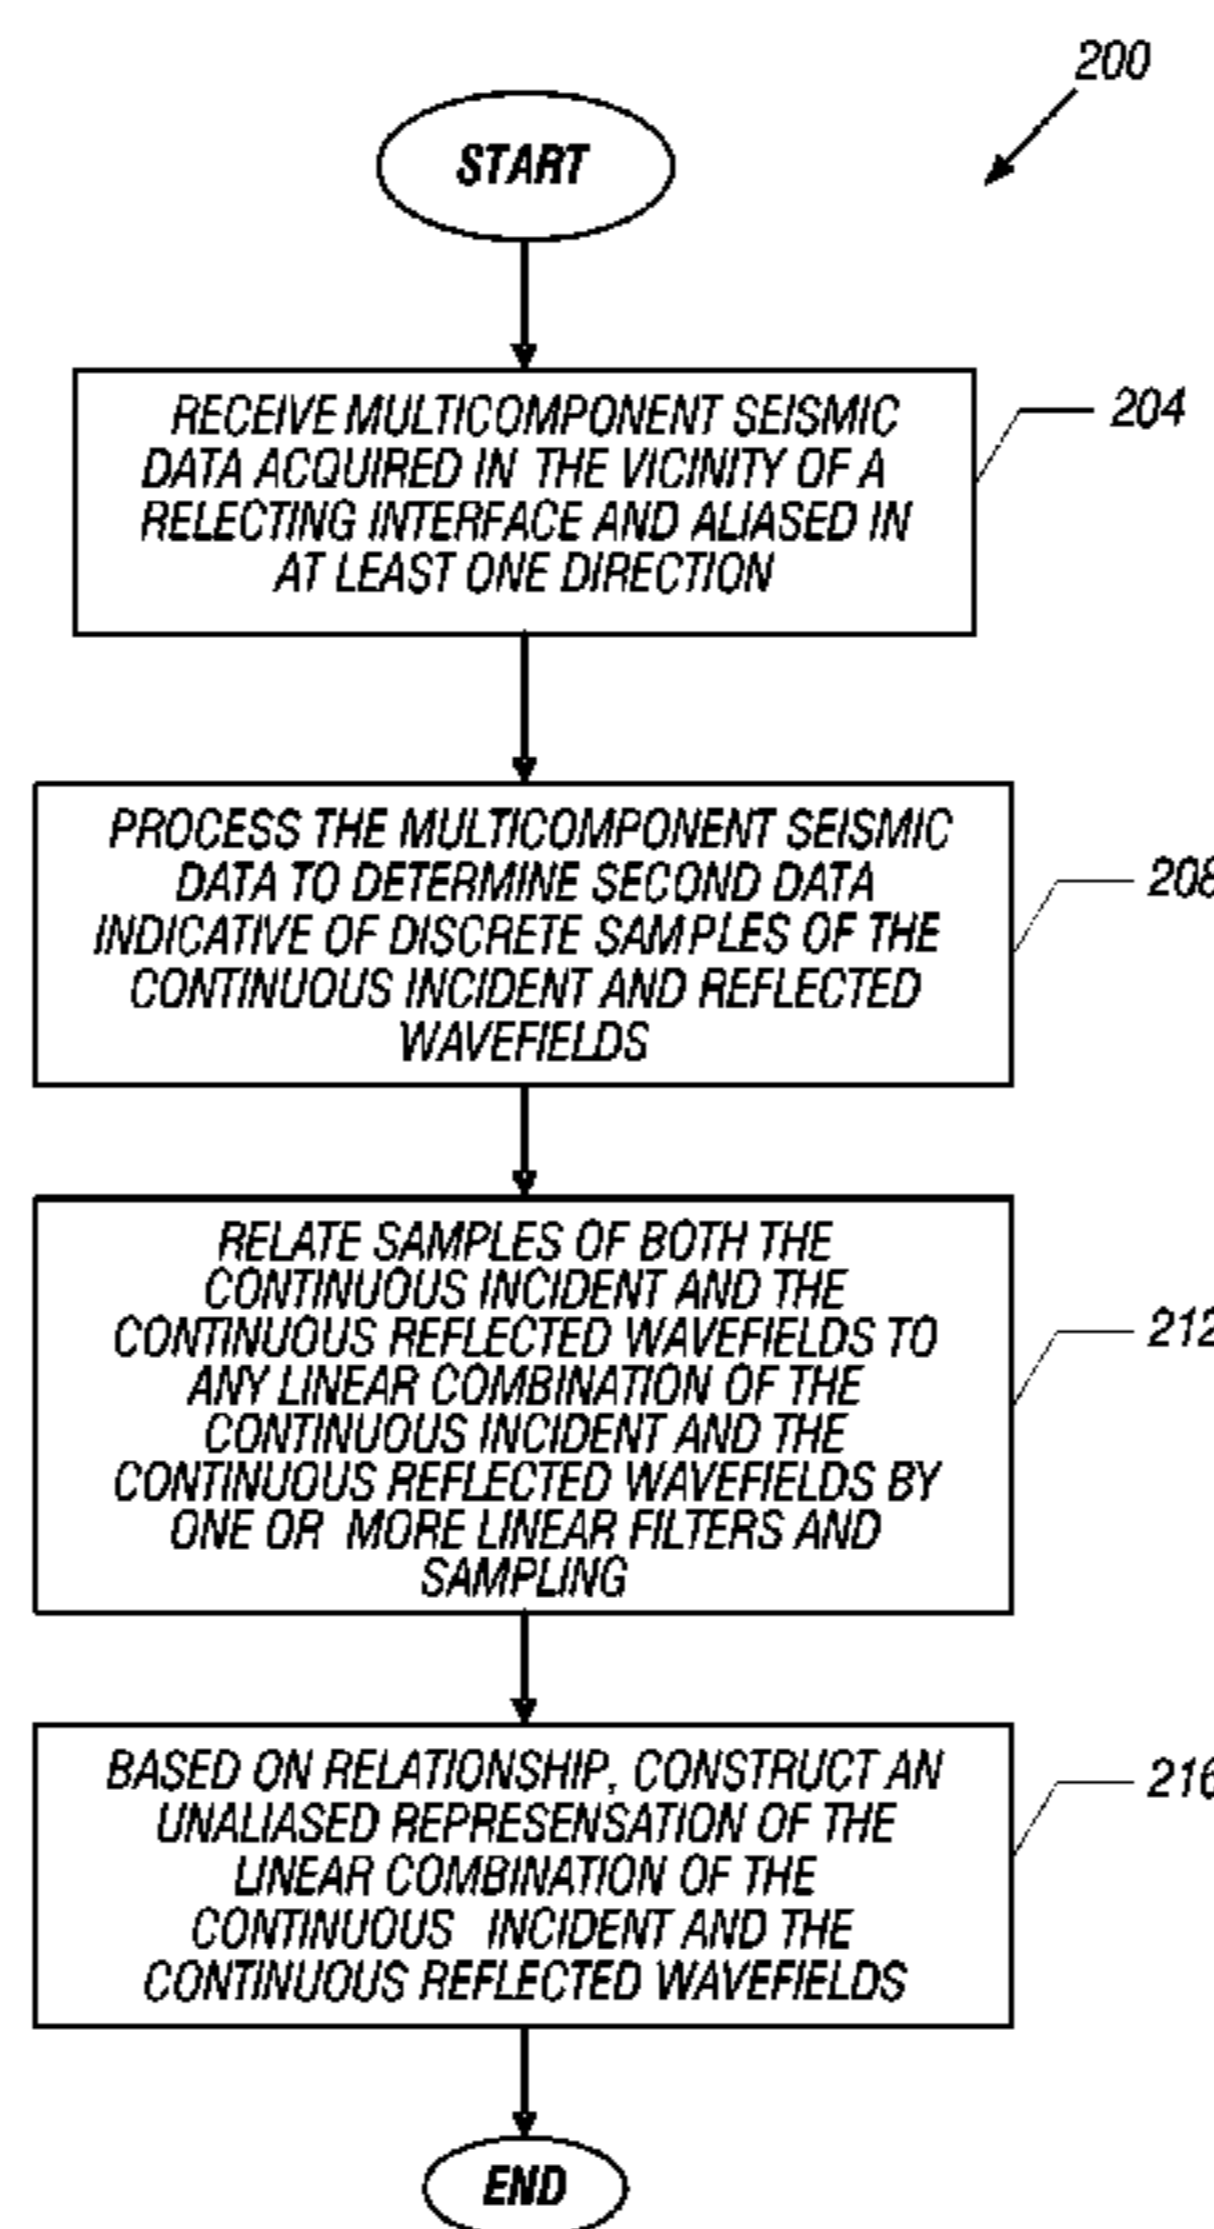 200
START
RECEIVE MULTICOMPONENT SEISMIC
DATA ACQUIRED IN THE VICINITY OF A
RELECTING INTERFACE AND ALIASED IN
AT LEAST ONE DIRECTION
204
PROCESS THE MULTICOMPONENT SEISMIC
DATA TO DETERMINE SECOND DATA
INDICATIVE OF DISCRETE SAMPLES OF THE
CONTINUOUS INCIDENT AND REFLECTED
WAVEFIELDS
208
RELATE SAMPLES OF BOTH THE
CONTINUOUS INCIDENT AND THE
CONTINUOUS REFLECTED WAVEFIELDS TO
ANY LINEAR COMBINATION OF THE
CONTINUOUS INCIDENT AND THE
CONTINUOUS REFLECTED WAVEFIELDS BY
ONE OR MORE LINEAR FILTERS AND
SAMPLING
212
BASED ON RELATIONSHIP, CONSTRUCT AN
UNALIASED REPRESENSATION OF THE
LINEAR COMBINATION OF THE
CONTINUOUS INCIDENT AND THE
CONTINUOUS REFLECTED WAVEFIELDS
216
END